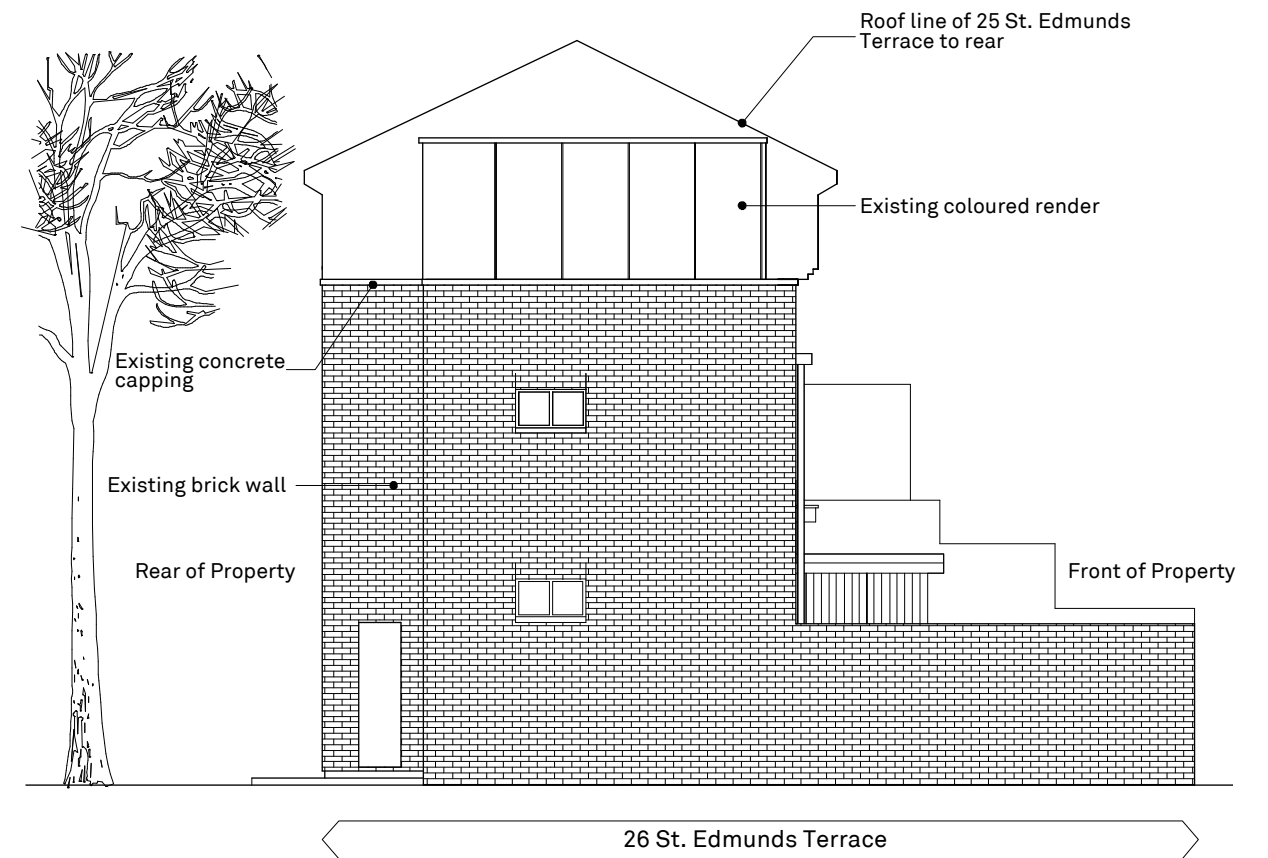 Roof line of 25 St. Edmunds
Terrace to rear
Existing coloured render
Existing concrete
capping
Existing brick wall
Rear of Property
Front of Property
26 St. Edmunds Terrace